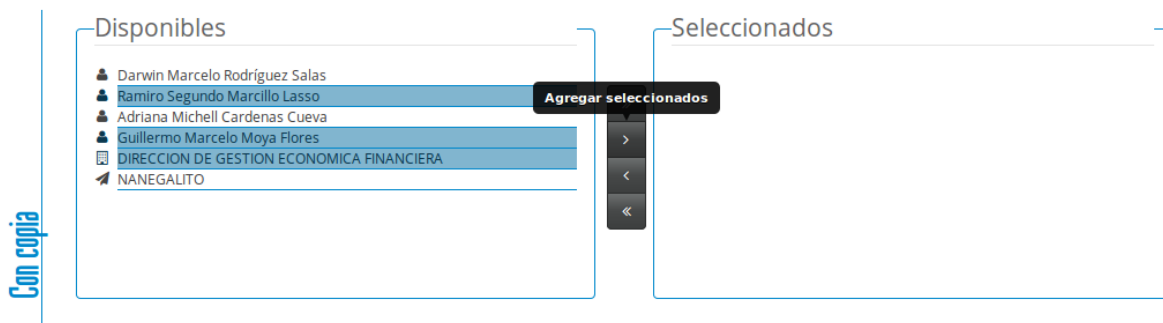 Disponibles
Darwin Marcelo Rodríguez Salas
Ramiro Segundo Marcillo Lasso
Adriana Michell Cardenas Cueva
Guillermo Marcelo Moya Flores
DIRECCION DE GESTION ECONOMICA FINANCIERA
NANEGALITO
Agregar seleccionados
Seleccionados
Con copia